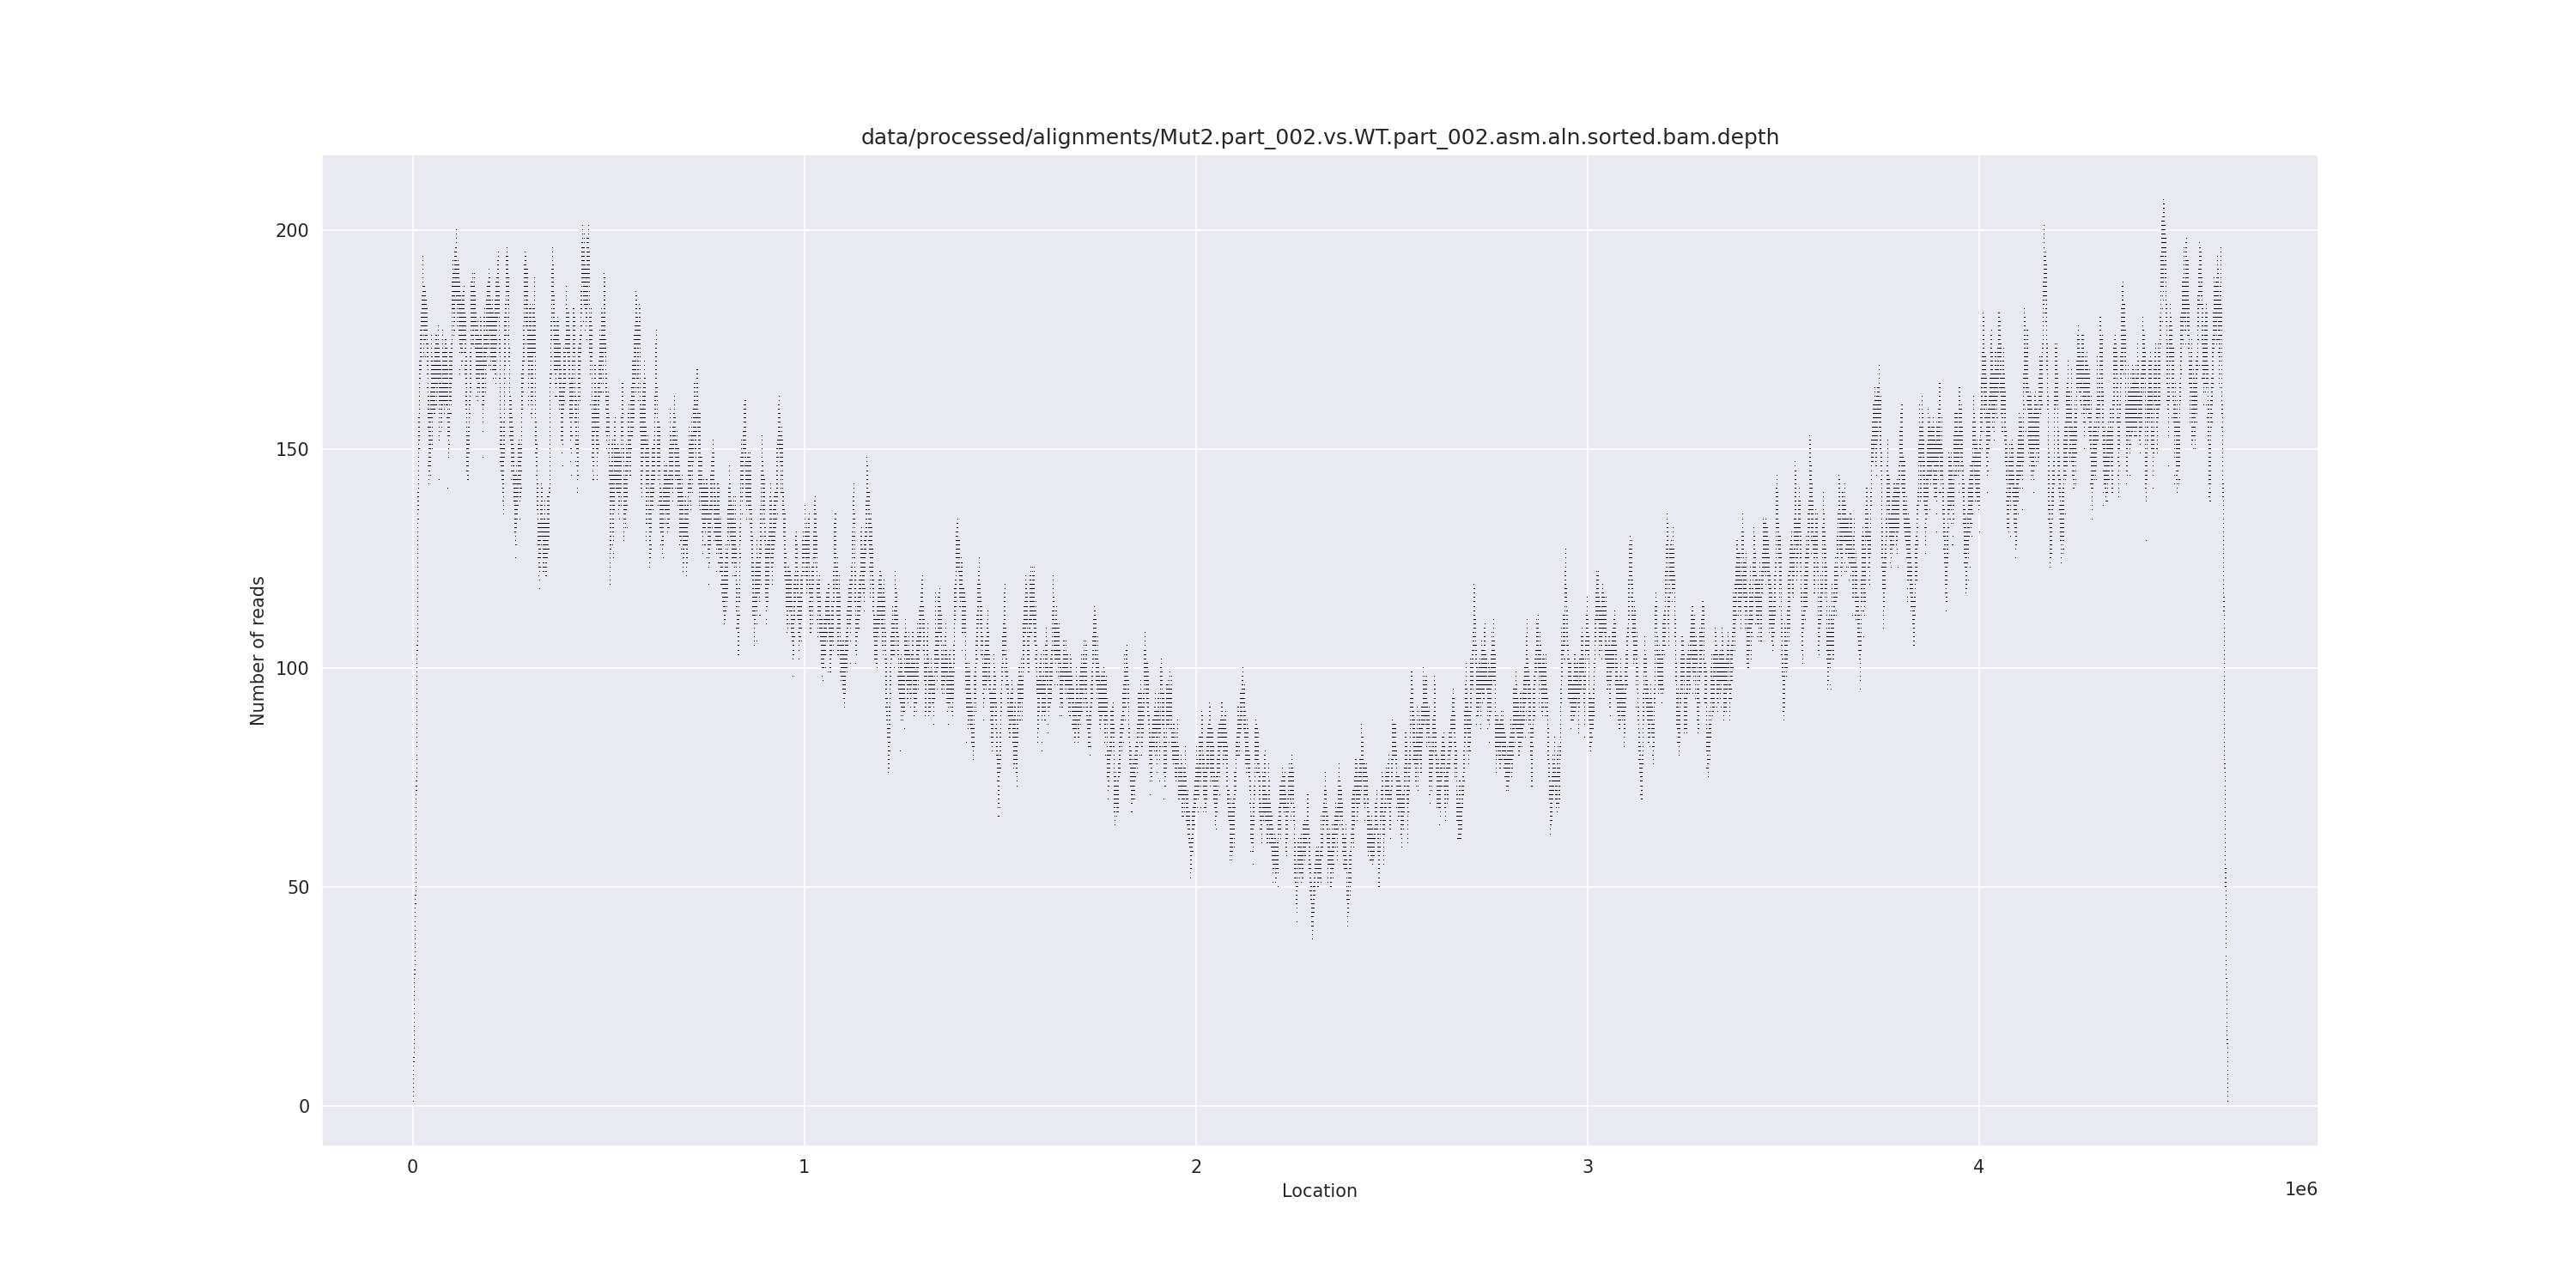 data/processed/alignments/Mut2.part_002.vs.WT.part_002.asm.aln.sorted.bam.depth
200
150
100
50
0
Number of reads
0 1 2 3 4
Location
1e6